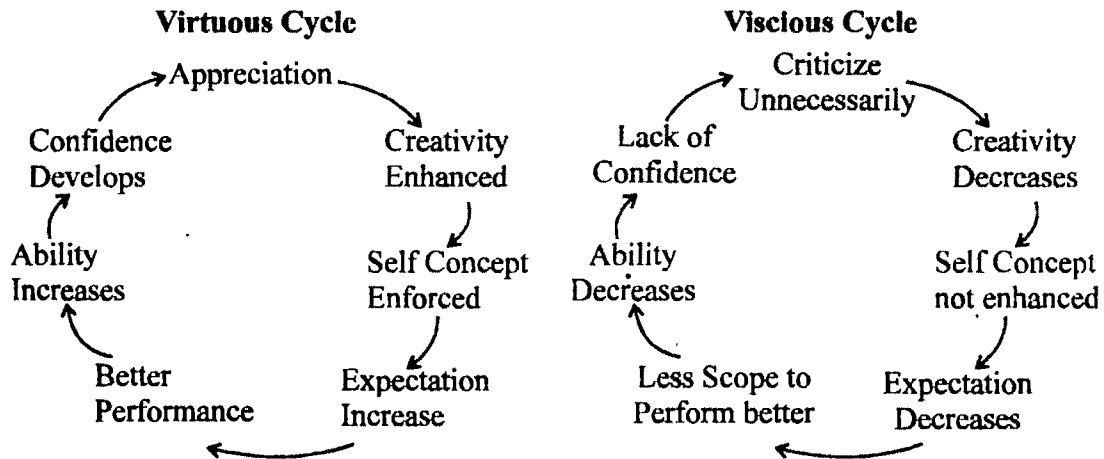 Virtuous Cycle
Appreciation
Creativity
Enhanced
Self Concept
Enforced
Expectation
Increase
Better
Performance
Ability
Increases
Confidence
Develops
Viscious Cycle
Criticize
Unnecessarily
Creativity
Decreases
Self Concept
not enhanced
Expectation
Decreases
Less Scope to
Perform better
Ability
Decreases
Lack of
Confidence